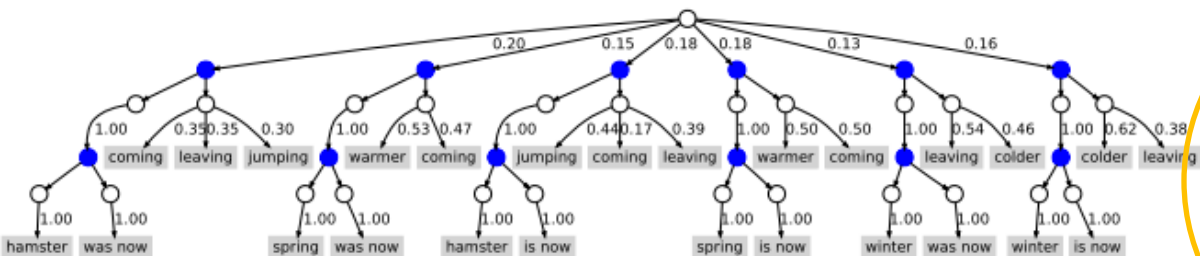 0.20 0.15 0.18 0.18 0.13 0.16
1.00 0.35 0.35 0.30 1.00 0.53 0.47 1.00 0.44 0.17 0.39 1.00 0.50 0.50 1.00 0.54 0.46 1.00 0.62 0.38
coming leaving jumping warmer coming jumping coming leaving warmer coming leaving colder colder leaving
1.00 1.00 1.00 1.00 1.00 1.00 1.00 1.00 1.00 1.00 1.00 1.00
hamster was now spring was now hamster is now spring is now winter was now winter is now